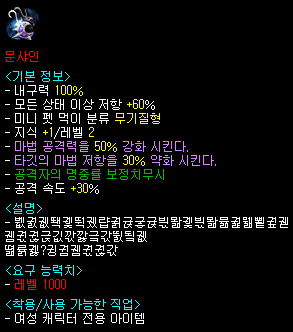 문샤인
<기본 정보>
- 내구력 100%
- 모든 상태 이상 저항 +60%
- 미니 펫 먹이 분류 무기질형
- 지식 +1/레벨 2
- 마법 공격력을 50% 강화 시킨다.
- 타깃의 마법 저항을 30% 약화 시킨다.
- 공격자의 명중률 보정치무시
- 공격 속도 +30%
<설명>
<요구 능력치>
- 레벨 1000
<착용/사용 가능한 직업>
- 여성 캐릭터 전용 아이템